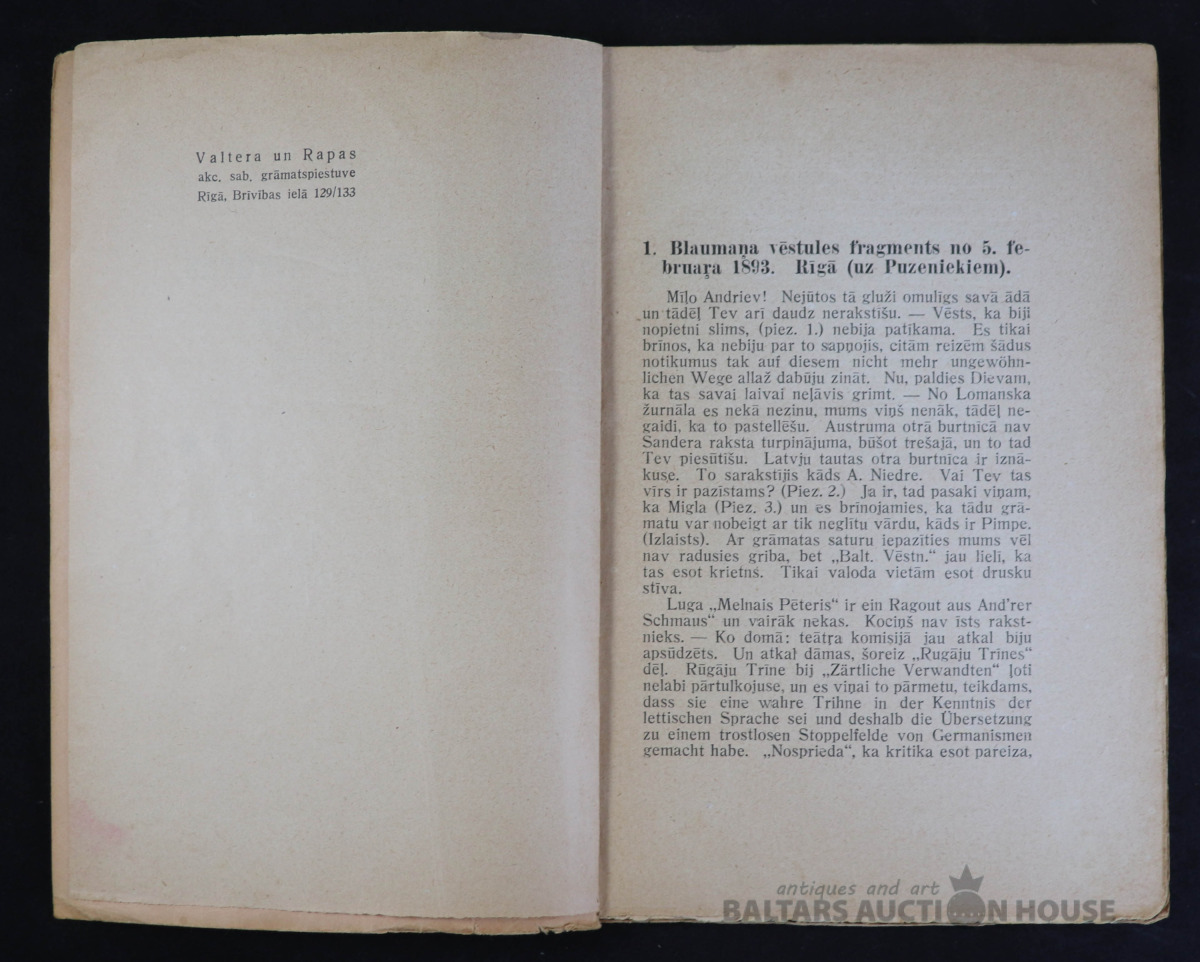 Valtera un Rapas
akc. sab. grāmatspiestuve
Rīgā, Brīvības ielā 129/133
1. Blaumaņa vēstules fragments no 5. fe-
bruaŗa 1893. Rīgā (uz Puzeniekiem).
Mīļo Andriev! Nejūtos tā gluži omulīgs savā ādā
un tādēļ Tev arī daudz nerakstīšu. — Vēsts, ka biji
nopietni slims, (piez. 1.) nebija patīkama. Es tikai
brīnos, ka nebiju par to sapņojis, citām reizēm šādus
notikumus tak auf diesem nicht mehr ungewöhn-
lichen Wege allaž dabūju zināt. Nu, paldies Dievam,
ka tas savai laivai neļāvis grimt. — No Lomanska
žurnāla es nekā nezinu, mums viņš nenāk, tādēļ ne-
gaidi, ka to pastellēšu. Austruma otrā burtnīcā nav
Sandera raksta turpinājuma, būšot trešajā, un to tad
Tev piesūtīšu. Latvju tautas otra burtnīca ir iznā-
kuse. To sarakstījis kāds A. Niedre. Vai Tev tas
vīrs ir pazīstams? (Piez. 2.) Ja ir, tad pasaki viņam,
ka Migla (Piez. 3.) un es brīnojamies, ka tādu grā-
matu var nobeigt ar tik neglītu vārdu, kāds ir Pimpe.
(Izlaists). Ar grāmatas saturu iepazīties mums vēl
nav radusies griba, bet „Balt. Vēstn.“ jau lielī, ka
tas esot krietns. Tikai valoda vietām esot drusku
stīva.
Luga „Melnais Pēteris“ ir ein Ragout aus And'rer
Schmaus“ un vairāk nekas. Kociņš nav īsts rakst-
nieks. — Ko domā: teātŗa komisijā jau atkal biju
apsūdzēts. Un atkal dāmas, šoreiz „Rugāju Trīnes“
dēļ. Rūgāju Trīne bij „Zärtliche Verwandten“ ļoti
nelabi pārtulkojuse, un es viņai to pārmetu, teikdams,
dass sie eine wahre Trihne in der Kenntnis der
lettischen Sprache sei und deshalb die Übersetzung
zu einem trostlosen Stoppelfelde von Germanismen
gemacht habe. „Nosprieda“, ka kritika esot pareiza,
antiques and art
BALTARS AUCTION HOUSE